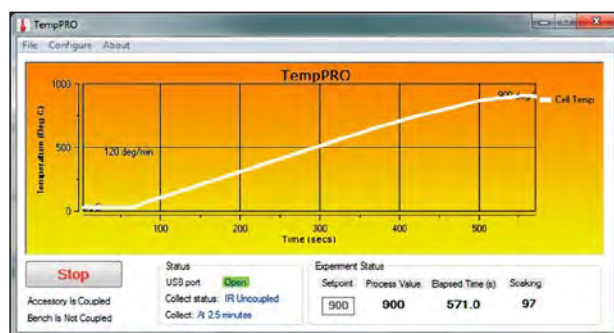 TempPRO
File Configure About
TempPRO
1000
900 deg
Cell Temp
Temperature (Deg C)
120 deg/min
500
0
100
200
300
400
500
Time (secs)
Stop
Accessory Is Coupled
Bench Is Not Coupled
Status
USB port Open
Collect status: IR Uncoupled
Collect: At 2.5 minutes
Experiment Status
Setpoint Process Value Elapsed Time (s) Soaking
900 900 571.0 97